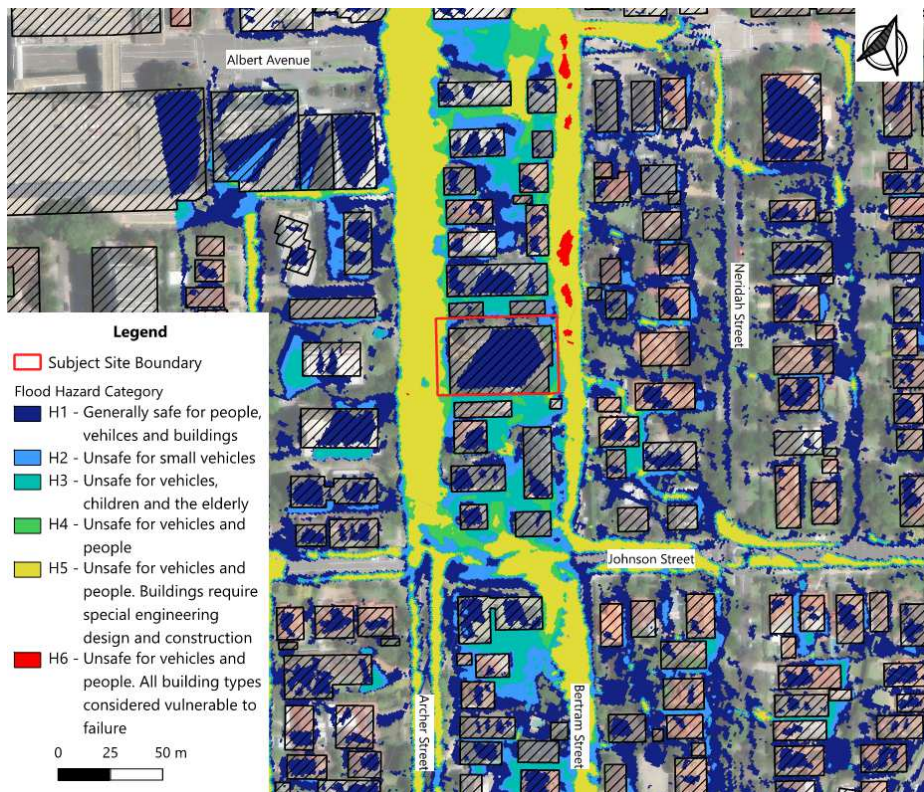 Albert Avenue
Neridah Street
Legend
Subject Site Boundary
Flood Hazard Category
H1 - Generally safe for people,
vehilces and buildings
H2 - Unsafe for small vehicles
H3 - Unsafe for vehicles,
children and the elderly
H4 - Unsafe for vehicles and
people
H5 - Unsafe for vehicles and
people. Buildings require
special engineering
design and construction
H6 - Unsafe for vehicles and
people. All building types
considered vulnerable to
failure
0 25 50 m
Johnson Street
Archer Street
Bertram Street